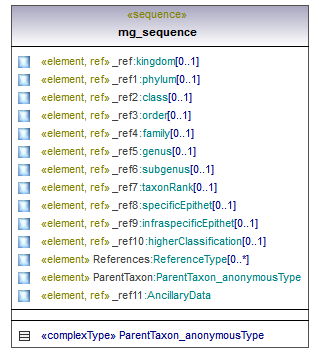 «sequence»
mg_sequence
«element, ref» _ref:kingdom[0..1]
«element, ref» _ref1:phylum[0..1]
«element, ref» _ref2:class[0..1]
«element, ref» _ref3:order[0..1]
«element, ref» _ref4:family[0..1]
«element, ref» _ref5:genus[0..1]
«element, ref» _ref6:subgenus[0..1]
«element, ref» _ref7:taxonRank[0..1]
«element, ref» _ref8:specificEpithet[0..1]
«element, ref» _ref9:infraspecificEpithet[0..1]
«element, ref» _ref10:higherClassification[0..1]
«element» References:ReferenceType[0..*]
«element» ParentTaxon:ParentTaxon_anonymousType
«element, ref» _ref11:AncillaryData
«complexType» ParentTaxon_anonymousType